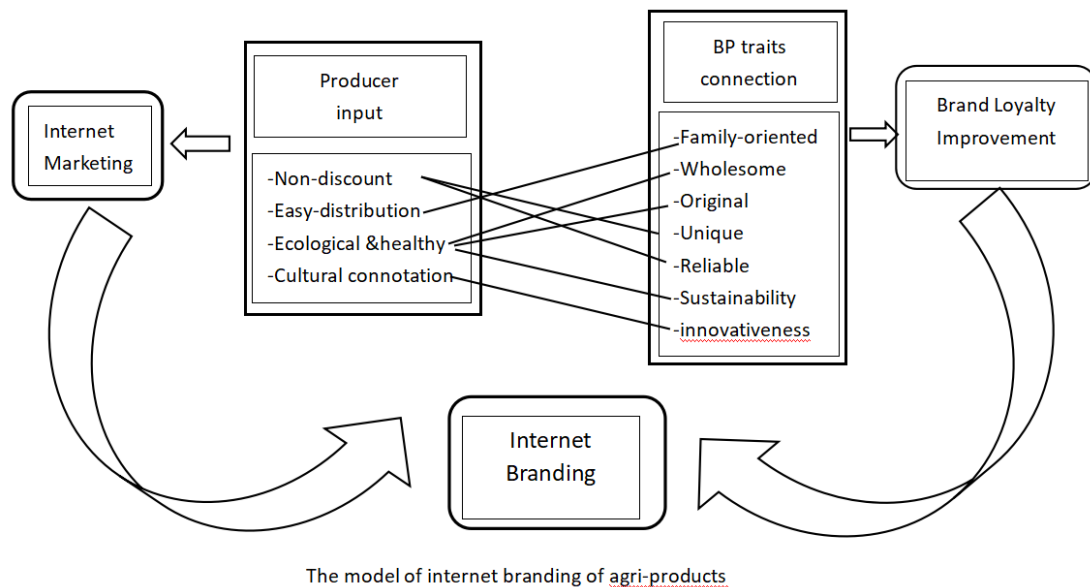 Internet
Marketing
Producer
input
-Non-discount
-Easy-distribution
-Ecological &healthy
-Cultural connotation
BP traits
connection
-Family-oriented
-Wholesome
-Original
-Unique
-Reliable
-Sustainability
-innovativeness
Brand Loyalty
Improvement
Internet
Branding
The model of internet branding of agri-products